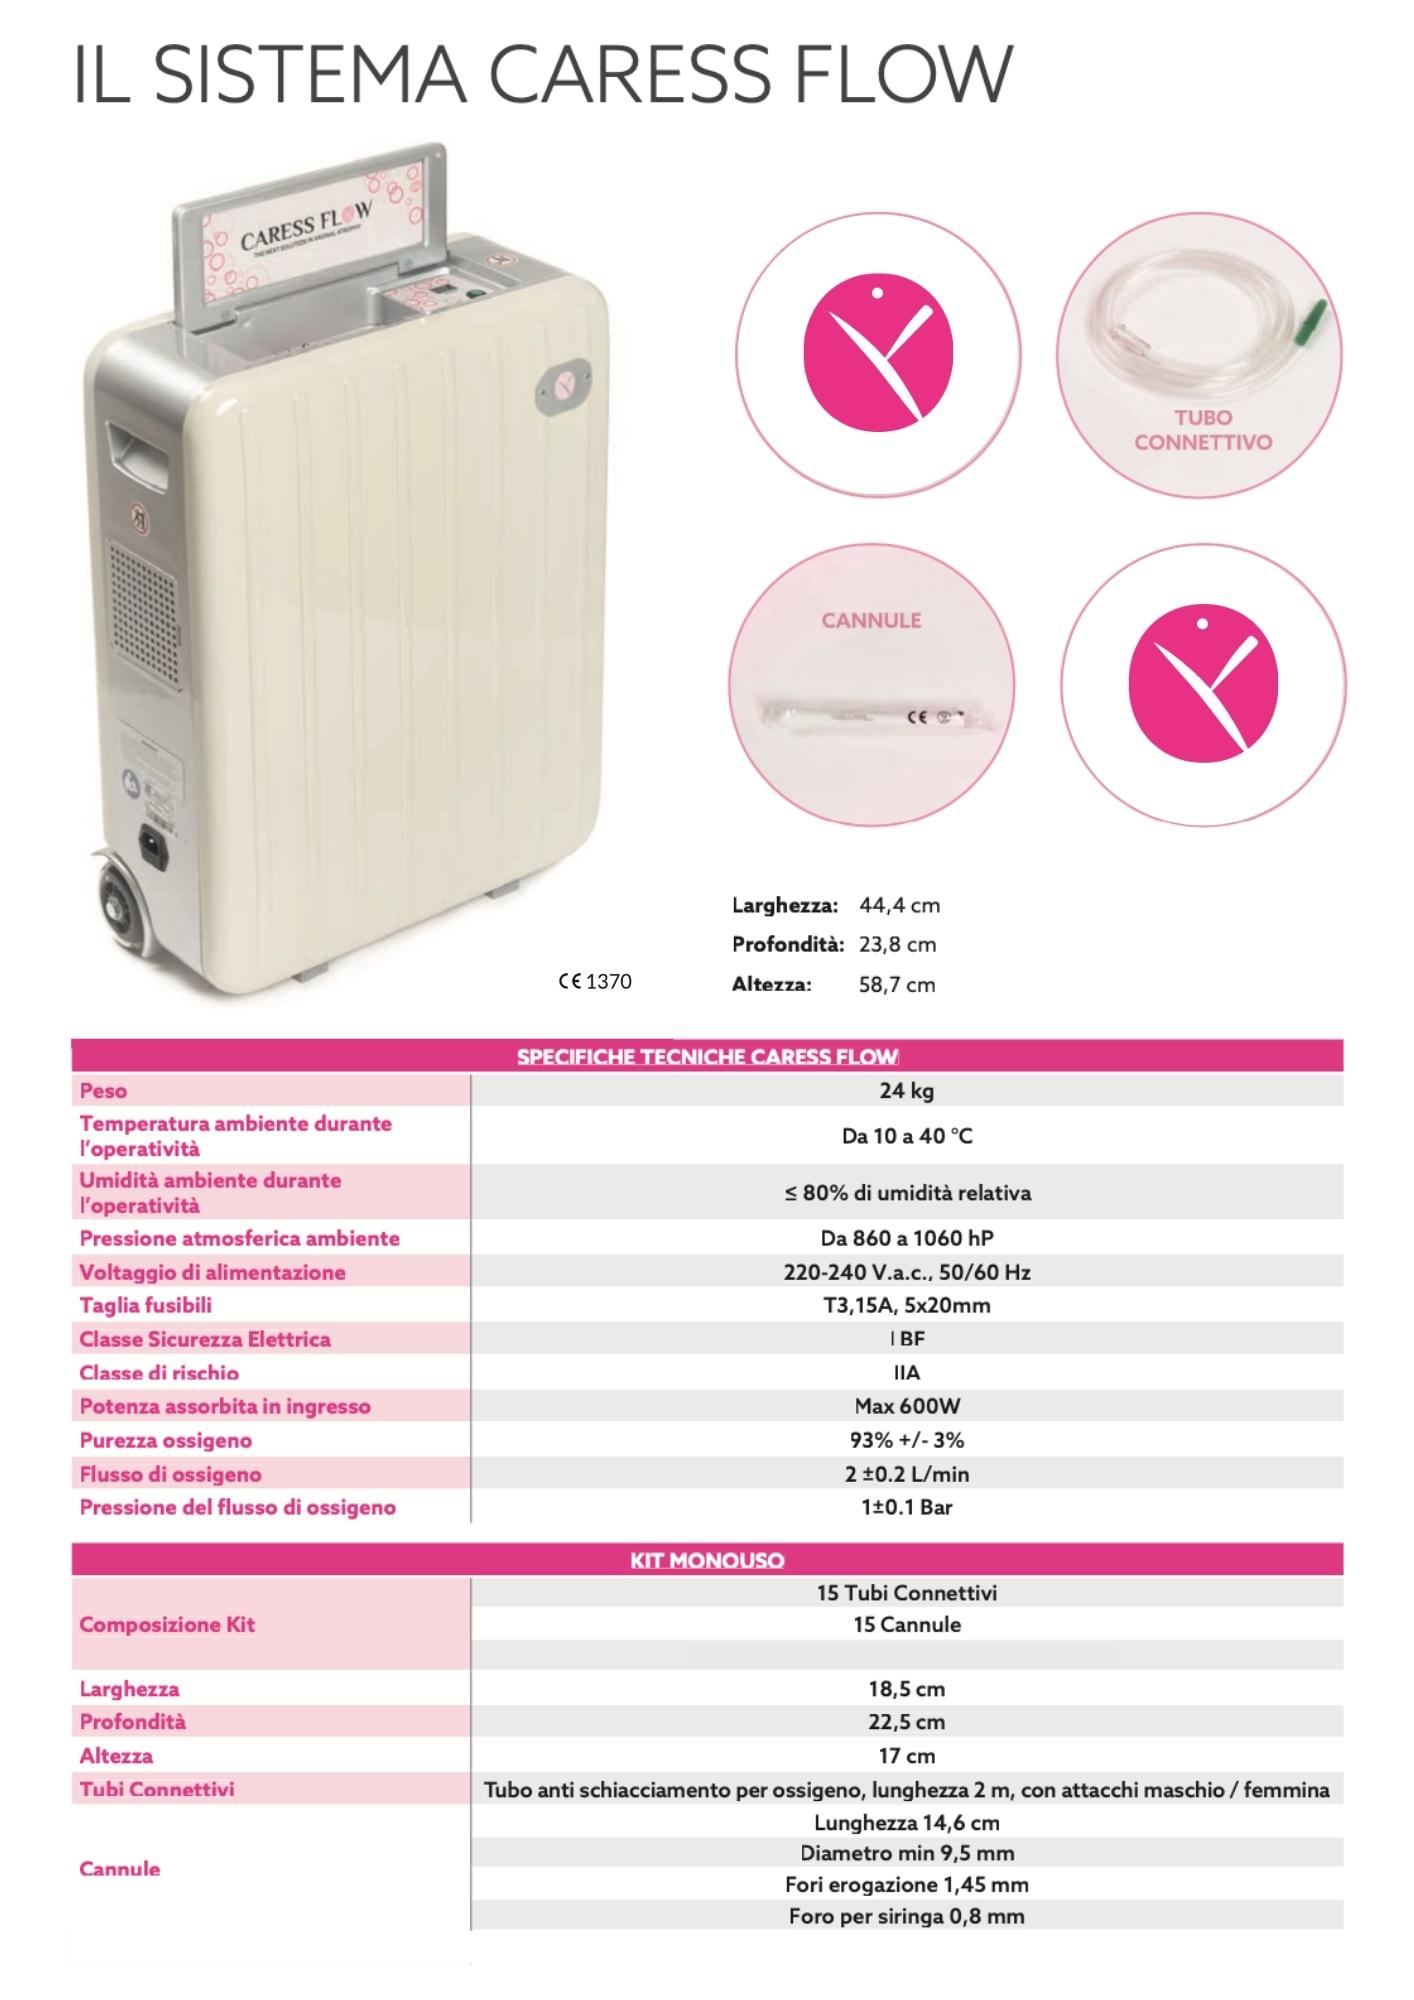 IL SISTEMA CARESS FLOW
CARESS FLOW
THE NEXT SOLUTION IN VAGINAL ATROPHY
TUBO
CONNETTIVO
CANNULE
CE
Larghezza: 44,4 cm
Profondità: 23,8 cm
Altezza: 58,7 cm
CE 1370
SPECIFICHE TECNICHE CARESS FLOW
Peso 24 kg
Temperatura ambiente durante
l'operatività Da 10 a 40 °C
Umidità ambiente durante
l'operatività ≤ 80% di umidità relativa
Pressione atmosferica ambiente Da 860 a 1060 hP
Voltaggio di alimentazione 220-240 V.a.c., 50/60 Hz
Taglia fusibili T3,15A, 5x20mm
Classe Sicurezza Elettrica I BF
Classe di rischio IIA
Potenza assorbita in ingresso Max 600W
Purezza ossigeno 93% +/- 3%
Flusso di ossigeno 2 ±0.2 L/min
Pressione del flusso di ossigeno 1±0.1 Bar
KIT MONOUSO
15 Tubi Connettivi
Composizione Kit 15 Cannule
Larghezza 18,5 cm
Profondità 22,5 cm
Altezza 17 cm
Tubi Connettivi Tubo anti schiacciamento per ossigeno, lunghezza 2 m, con attacchi maschio / femmina
Lunghezza 14,6 cm
Diametro min 9,5 mm
Cannule
Fori erogazione 1,45 mm
Foro per siringa 0,8 mm